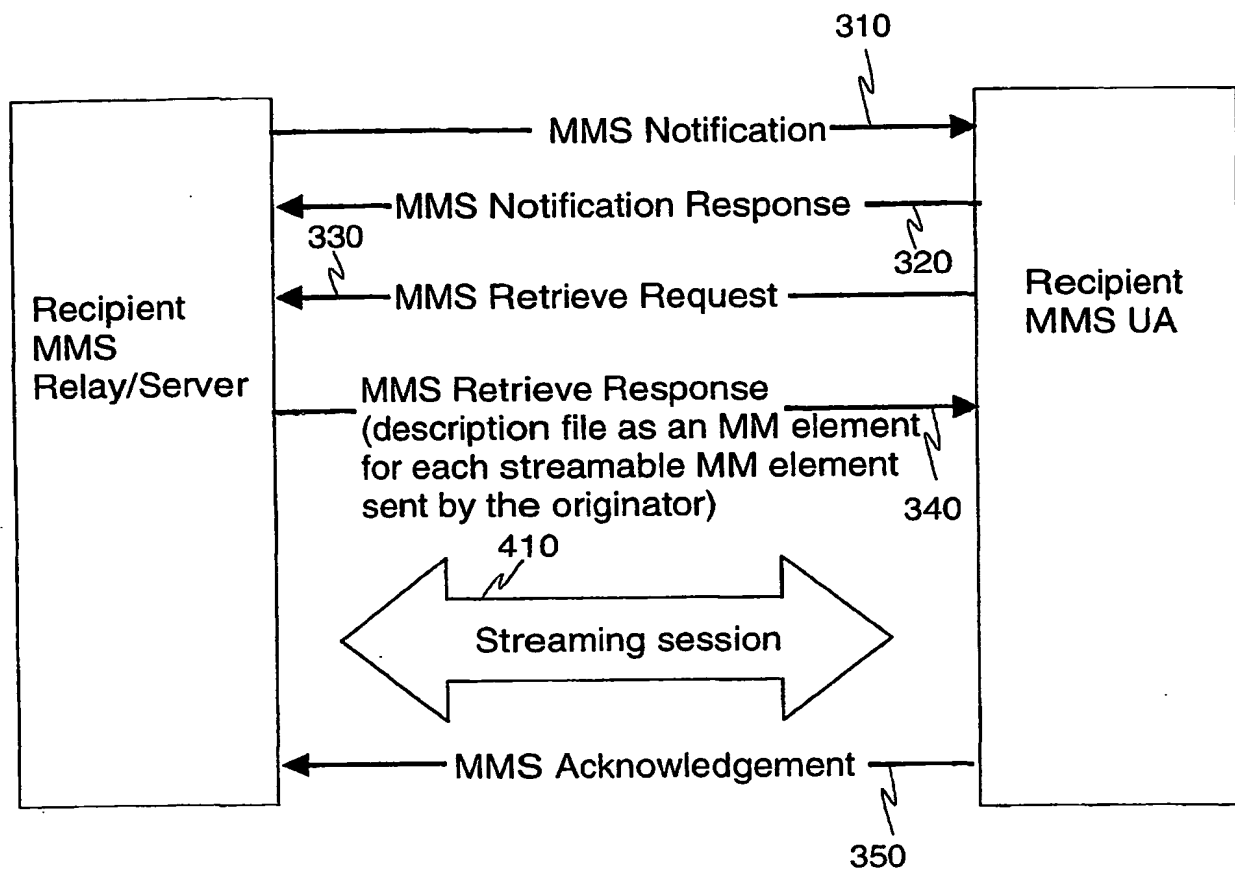 310
MMS Notification
MMS Notification Response
330
320
MMS Retrieve Request
Recipient
MMS
Relay/Server
Recipient
MMS UA
MMS Retrieve Response
(description file as an MM element
for each streamable MM element
sent by the originator)
340
410
Streaming session
MMS Acknowledgement
350